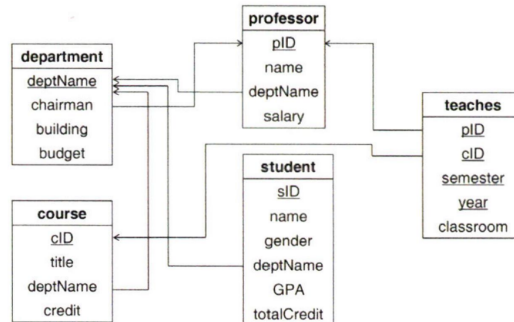 professor
pID
name
deptName
salary
department
deptName
chairman
building
budget
teaches
pID
cID
semester
year
classroom
student
sID
name
gender
deptName
GPA
totalCredit
course
cID
title
deptName
credit